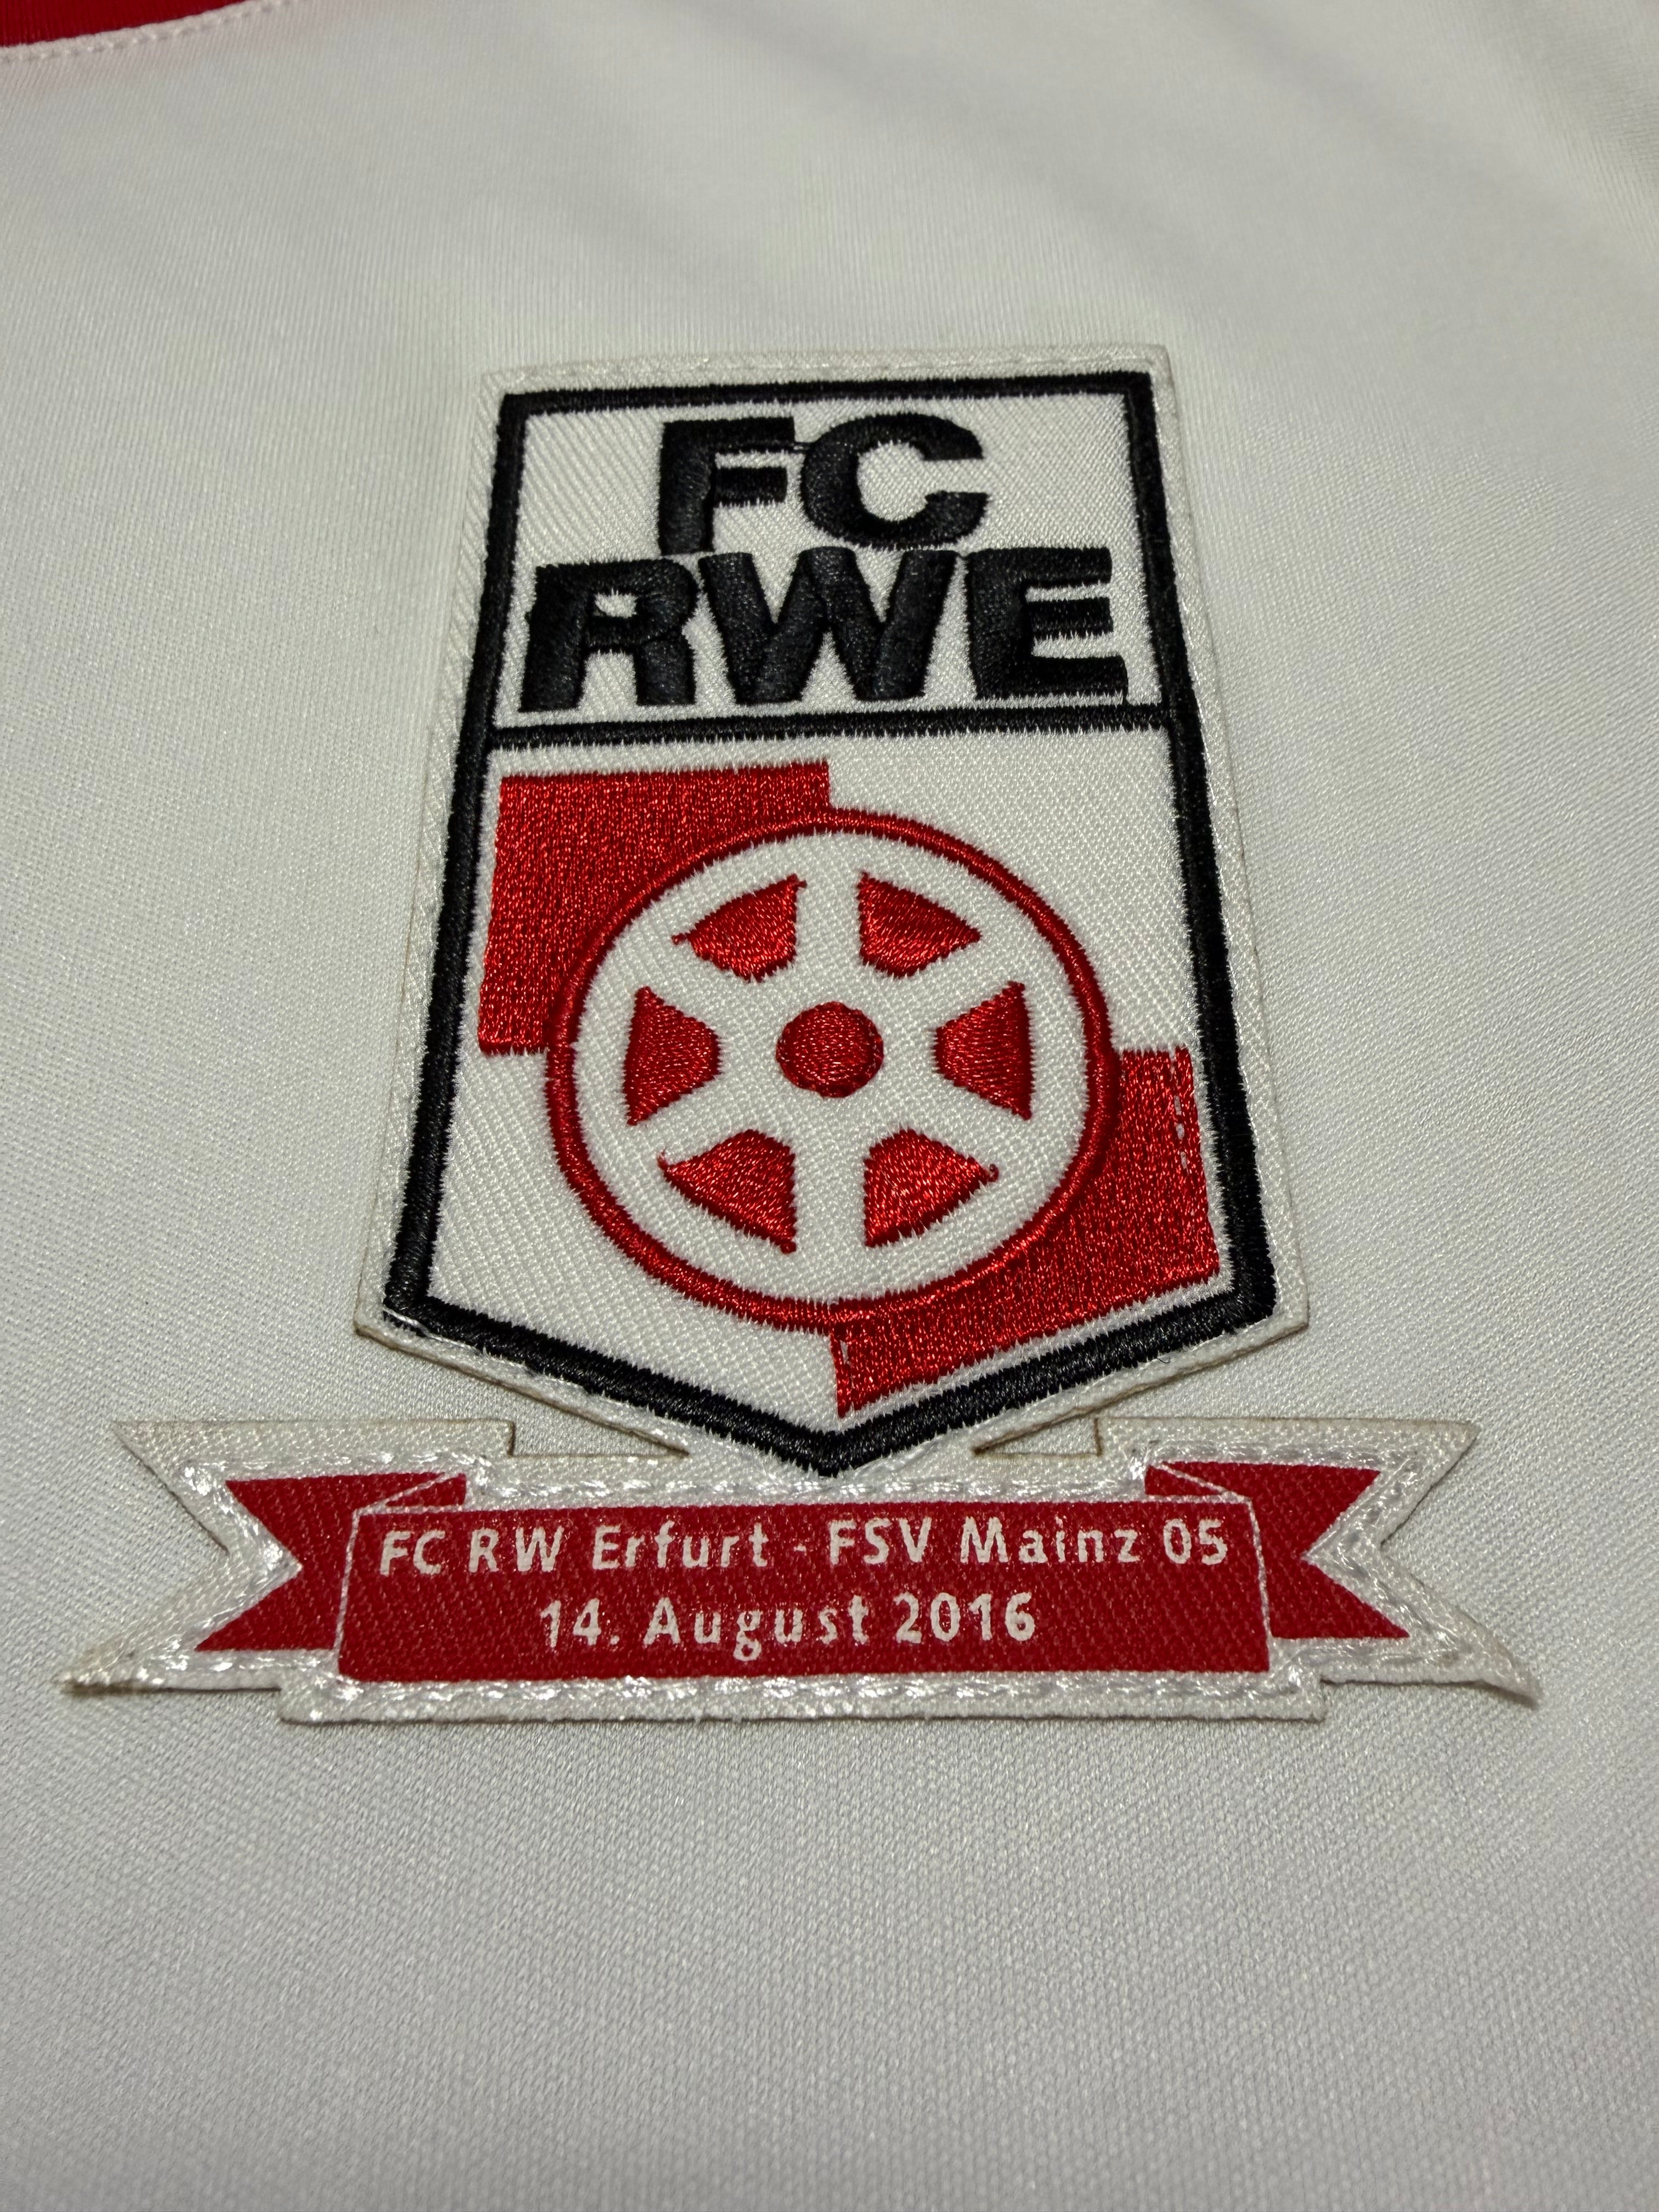 FC
RWE
FC RW Erfurt - FSV Mainz 05
14. August 2016